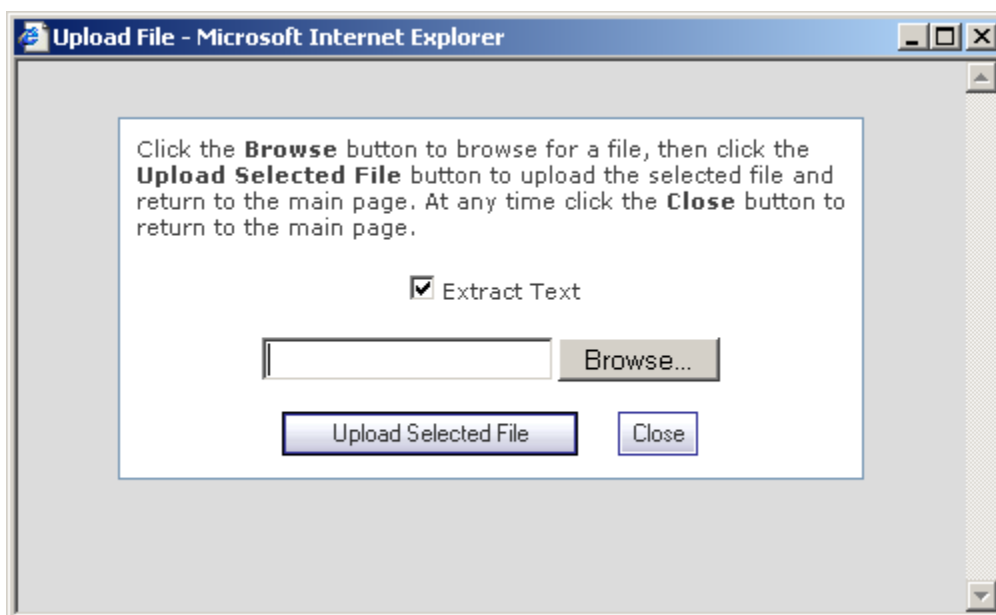 Upload File - Microsoft Internet Explorer
Click the Browse button to browse for a file, then click the
Upload Selected File button to upload the selected file and
return to the main page. At any time click the Close button to
return to the main page.
Extract Text
Browse...
Upload Selected File Close